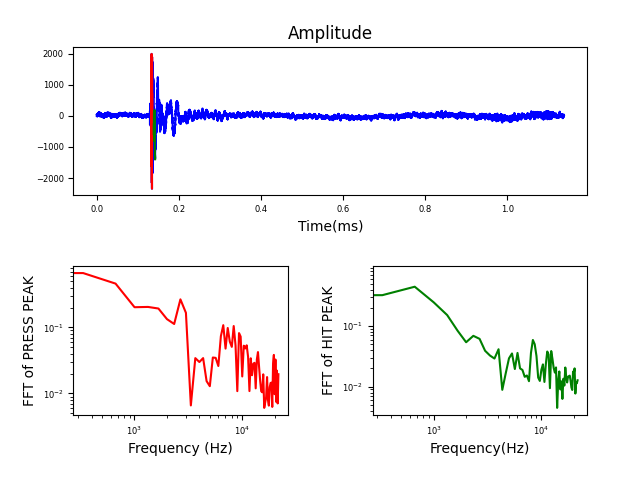 Amplitude
2000
1000
0
−1000
−2000
0.0 0.2 0.4 0.6 0.8 1.0
Time(ms)
FFT of PRESS PEAK
10⁻¹
10⁻²
10³ 10⁴
Frequency (Hz)
FFT of HIT PEAK
10⁻¹
10⁻²
10³ 10⁴
Frequency(Hz)